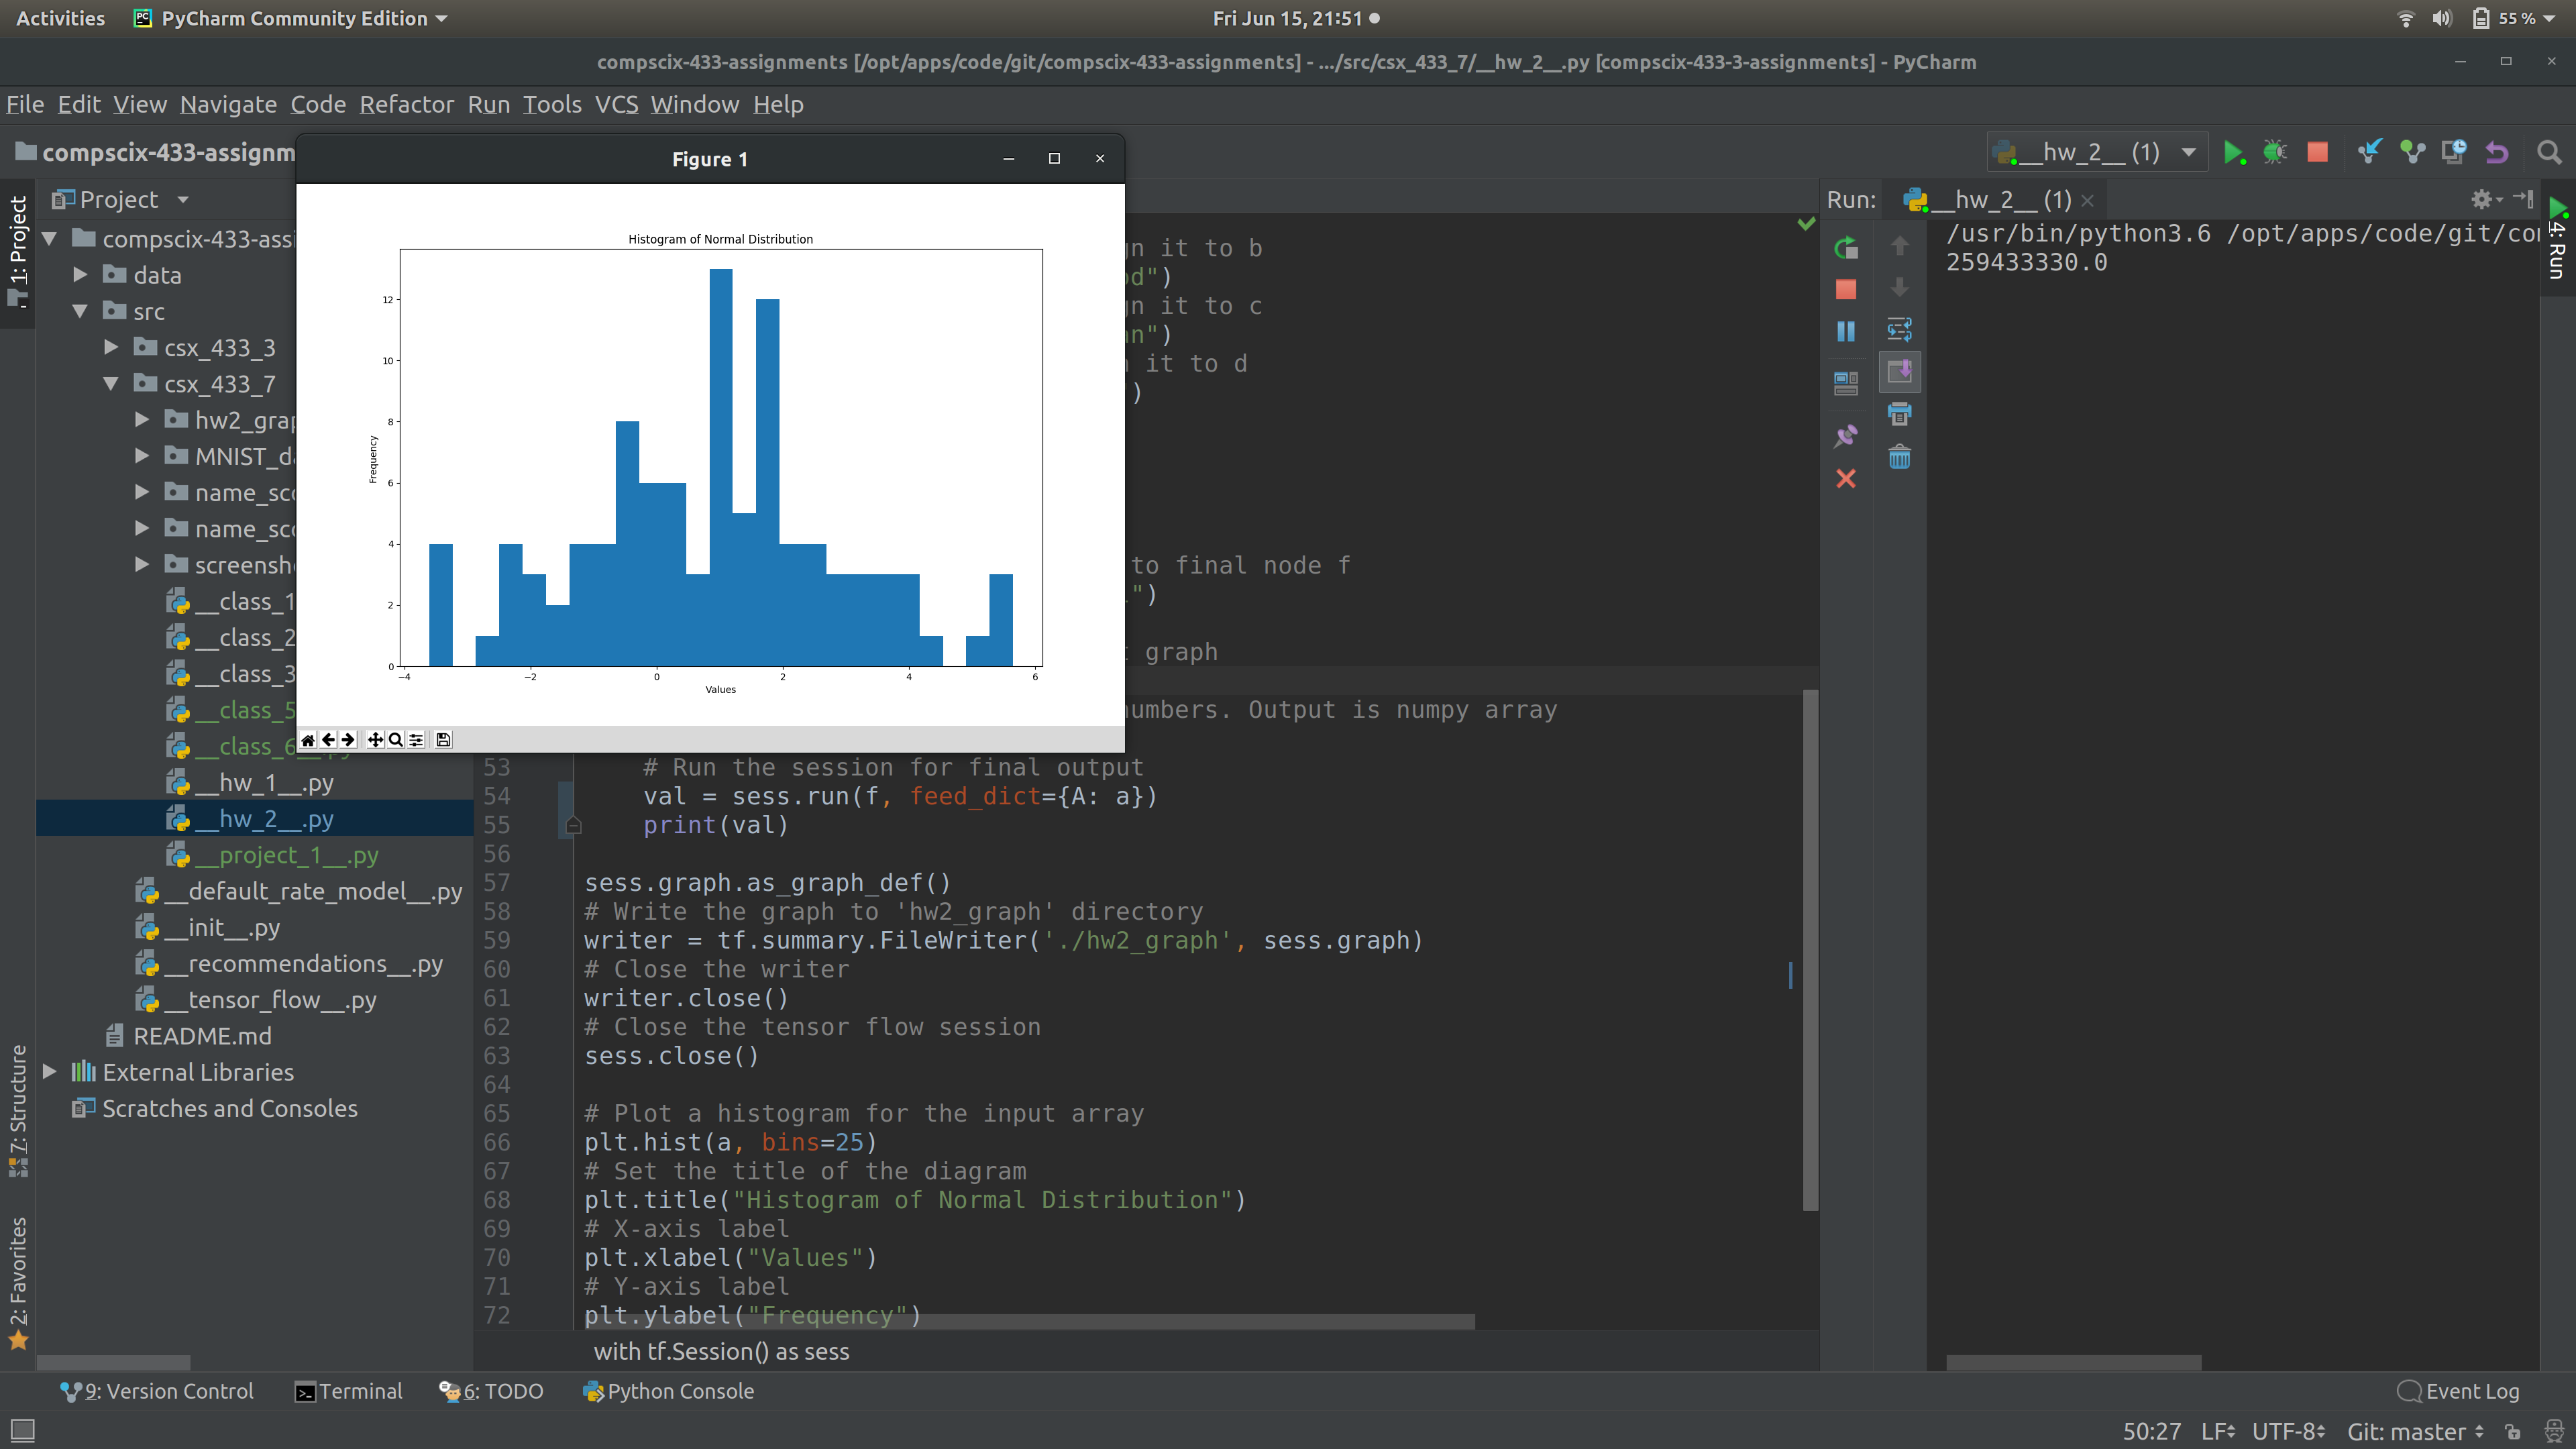 Activities PyCharm Community Edition Fri Jun 15, 21:51 55 %
compscix-433-assignments [/opt/apps/code/git/compscix-433-assignments] - .../src/csx_433_7/__hw_2__.py [compscix-433-3-assignments] - PyCharm
File Edit View Navigate Code Refactor Run Tools VCS Window Help
compscix-433-assignm
__hw_2__ (1)
Figure 1
Histogram of Normal Distribution
Frequency
12
10
8
6
4
2
0
−4 −2 0 2 4 6
Values
1: Project
7: Structure
2: Favorites
Project
compscix-433-assi
data
src
csx_433_3
csx_433_7
hw2_grap
MNIST_da
name_sco
name_sco
screensho
__class_1
__class_2
__class_3
__class_5
__class_6__.py
__hw_1__.py
__hw_2__.py
__project_1__.py
__default_rate_model__.py
__init__.py
__recommendations__.py
__tensor_flow__.py
README.md
External Libraries
Scratches and Consoles
gn it to b
od")
gn it to c
an")
it to d
")
to final node f
")
graph
numbers. Output is numpy array
53 # Run the session for final output
54 val = sess.run(f, feed_dict={A: a})
55 print(val)
56
57 sess.graph.as_graph_def()
58 # Write the graph to 'hw2_graph' directory
59 writer = tf.summary.FileWriter('./hw2_graph', sess.graph)
60 # Close the writer
61 writer.close()
62 # Close the tensor flow session
63 sess.close()
64
65 # Plot a histogram for the input array
66 plt.hist(a, bins=25)
67 # Set the title of the diagram
68 plt.title("Histogram of Normal Distribution")
69 # X-axis label
70 plt.xlabel("Values")
71 # Y-axis label
72 plt.ylabel("Frequency")
with tf.Session() as sess
Run: __hw_2__ (1)
/usr/bin/python3.6 /opt/apps/code/git/co
259433330.0
4: Run
9: Version Control Terminal 6: TODO Python Console Event Log
50:27 LF UTF-8 Git: master